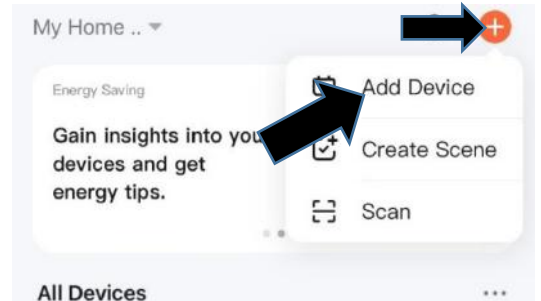 My Home ..
Energy Saving
Add Device
Gain insights into you
devices and get
energy tips.
Create Scene
Scan
All Devices